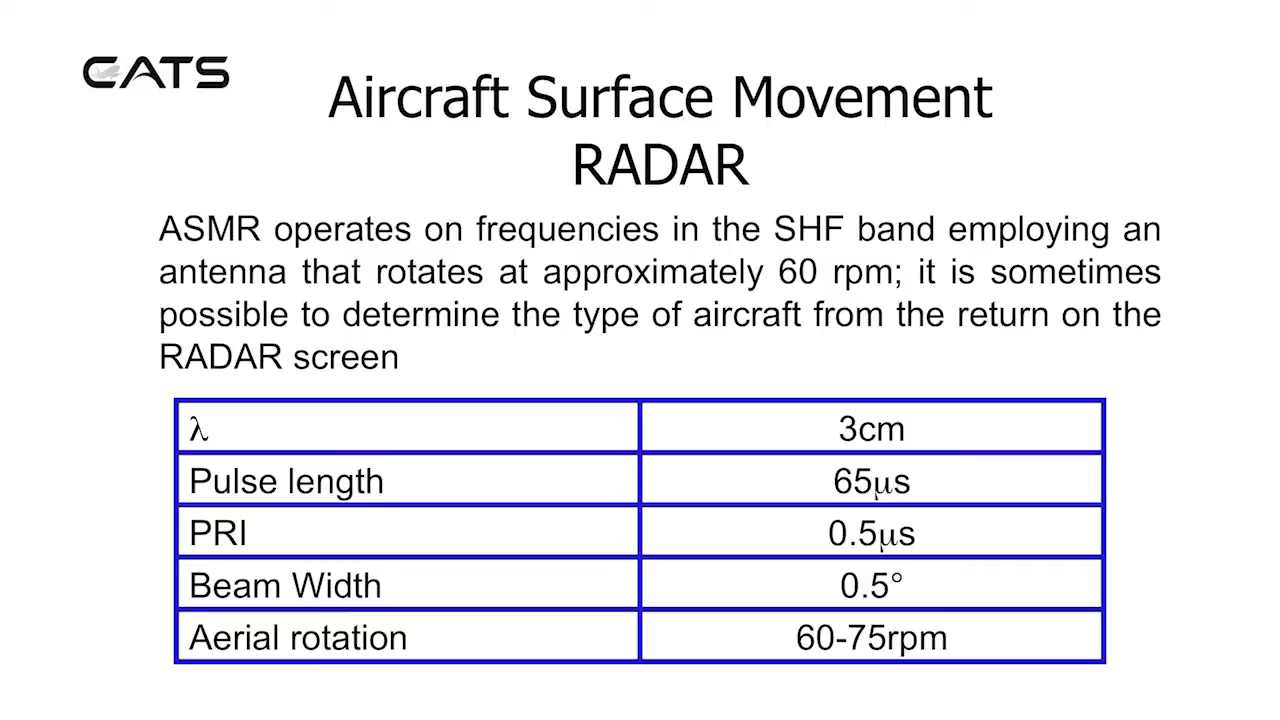 CATS
Aircraft Surface Movement
RADAR
ASMR operates on frequencies in the SHF band employing an
antenna that rotates at approximately 60 rpm; it is sometimes
possible to determine the type of aircraft from the return on the
RADAR screen
λ 3cm
Pulse length 65μs
PRI 0.5μs
Beam Width 0.5°
Aerial rotation 60-75rpm